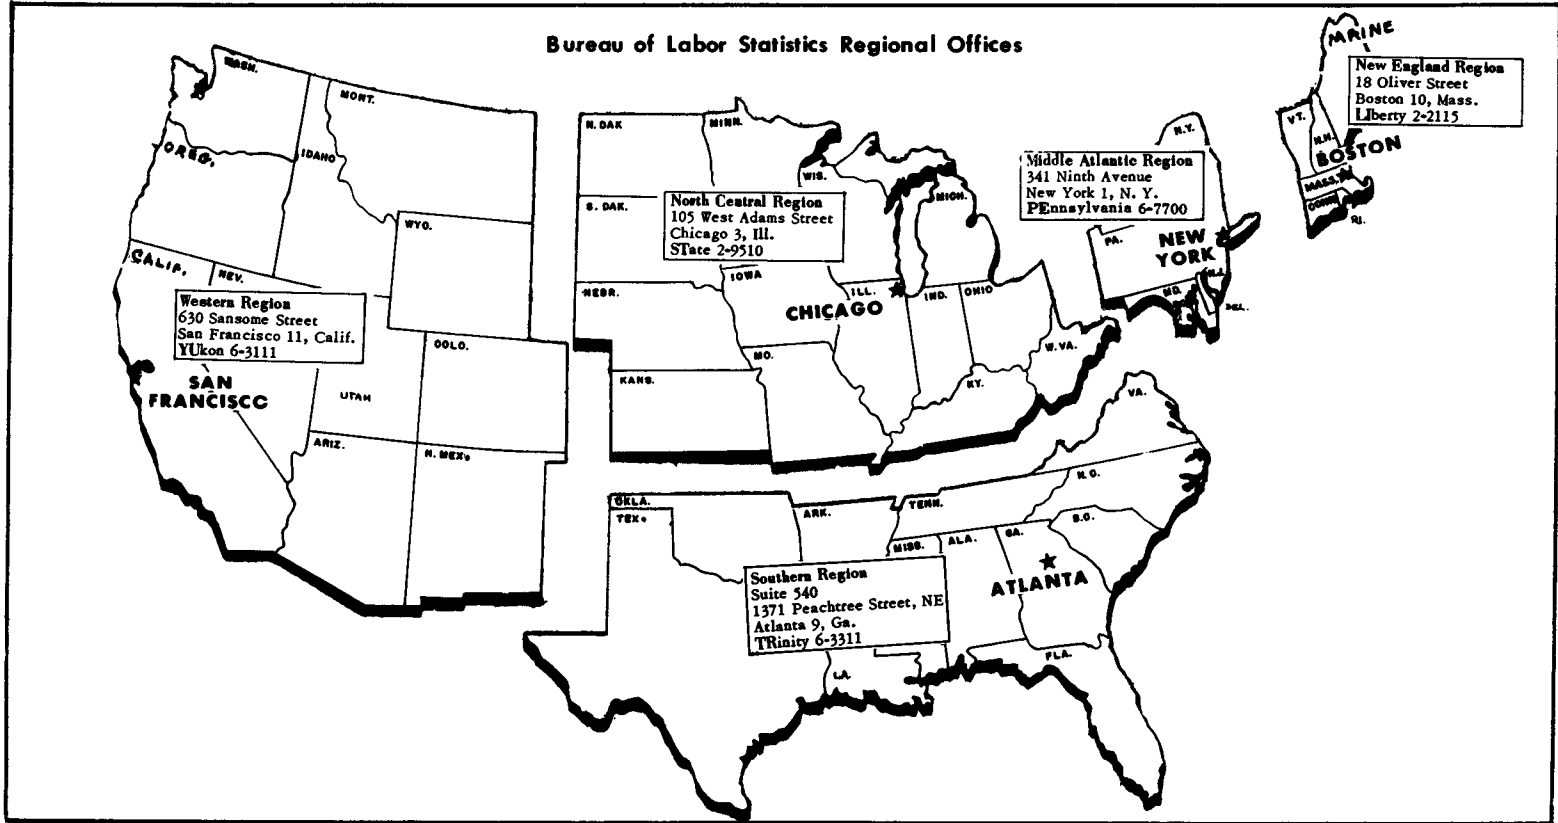 Bureau of Labor Statistics Regional Offices
MAINE
New England Region
18 Oliver Street
Boston 10, Mass.
LIberty 2-2115
VT.
N.H.
BOSTON
MASS.
CONN.
RI.
WASH.
MONT.
OREG.
IDAHO
WYO.
CALIF.
NEV.
Western Region
630 Sansome Street
San Francisco 11, Calif.
YUkon 6-3111
SAN
FRANCISCO
UTAH
COLO.
ARIZ.
N. MEX.
N. DAK
MINN.
S. DAK.
WIS.
MICH.
North Central Region
105 West Adams Street
Chicago 3, Ill.
STate 2-9510
NEBR.
IOWA
ILL.
CHICAGO
IND.
OHIO
KANS.
MO.
KY.
W. VA.
N.Y.
Middle Atlantic Region
341 Ninth Avenue
New York 1, N. Y.
PEnnsylvania 6-7700
PA.
NEW
YORK
N.J.
MD.
DEL.
VA.
OKLA.
TEX.
ARK.
TENN.
N.C.
S.C.
MISS.
ALA.
GA.
ATLANTA
Southern Region
Suite 540
1371 Peachtree Street, NE
Atlanta 9, Ga.
TRinity 6-3311
LA.
FLA.